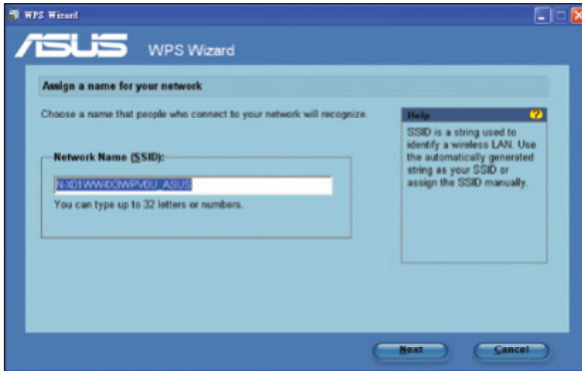 WPS Wizard
ASUS WPS Wizard
Assign a name for your network
Choose a name that people who connect to your network will recognize.
Network Name (SSID):
ASUS
You can type up to 32 letters or numbers.
Help
SSID is a string used to
identify a wireless LAN. Use
the automatically generated
string as your SSID or
assign the SSID manually.
Next Cancel